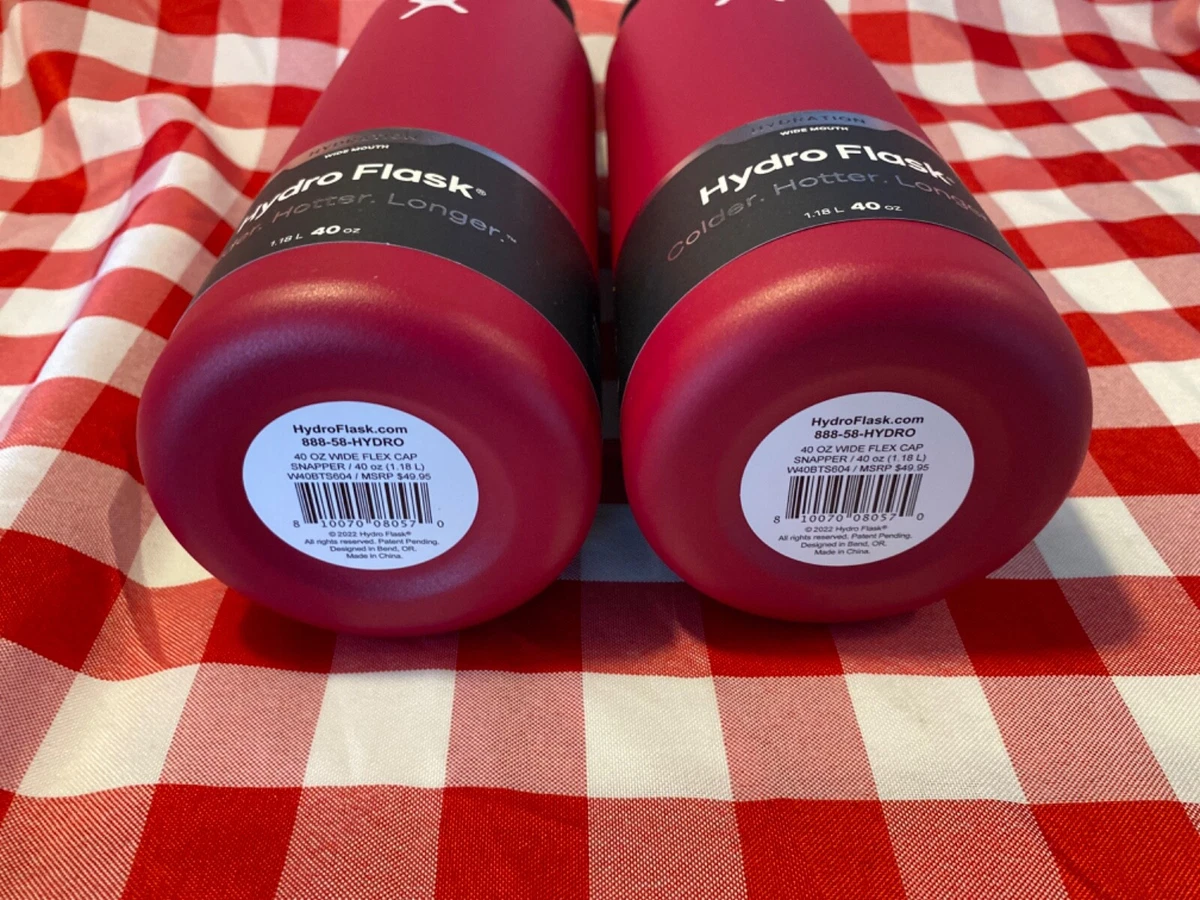 WIDE MOUTH
Hydro Flask®
Hotter. Longer.™
1.18 L 40 oz
HydroFlask.com
888-58-HYDRO
40 OZ WIDE FLEX CAP
SNAPPER / 40 oz (1.18 L)
W40BTS604 / MSRP $49.95
8 10070 08057 0
© 2022 Hydro Flask®
All rights reserved. Patent Pending.
Designed in Bend, OR.
Made in China.
HYDRATION
WIDE MOUTH
Hydro Flask®
Colder. Hotter. Longer
1.18 L 40 oz
HydroFlask.com
888-58-HYDRO
40 OZ WIDE FLEX CAP
SNAPPER / 40 oz (1.18 L)
W40BTS604 / MSRP $49.95
8 10070 08057 0
© 2022 Hydro Flask®
All rights reserved. Patent Pending.
Designed in Bend, OR.
Made in China.